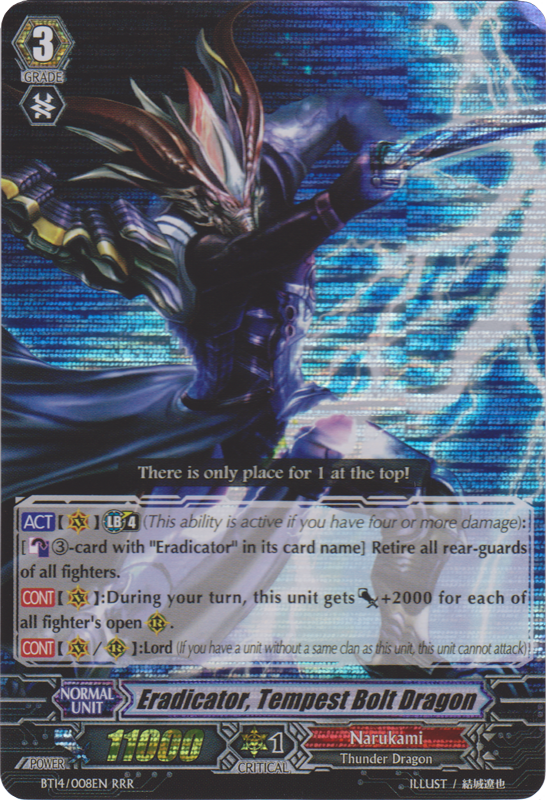 3
GRADE
There is only place for 1 at the top!
ACT [ ] LB 4 (This ability is active if you have four or more damage):
[ ③-card with "Eradicator" in its card name] Retire all rear-guards
of all fighters.
CONT [ ]:During your turn, this unit gets +2000 for each of
all fighter's open .
CONT [ / ]:Lord (If you have a unit without a same clan as this unit, this unit cannot attack)!
NORMAL
UNIT
Eradicator, Tempest Bolt Dragon
POWER
11000
1
CRITICAL
Narukami
Thunder Dragon
BT14/008EN RRR
ILLUST / 結城遼也